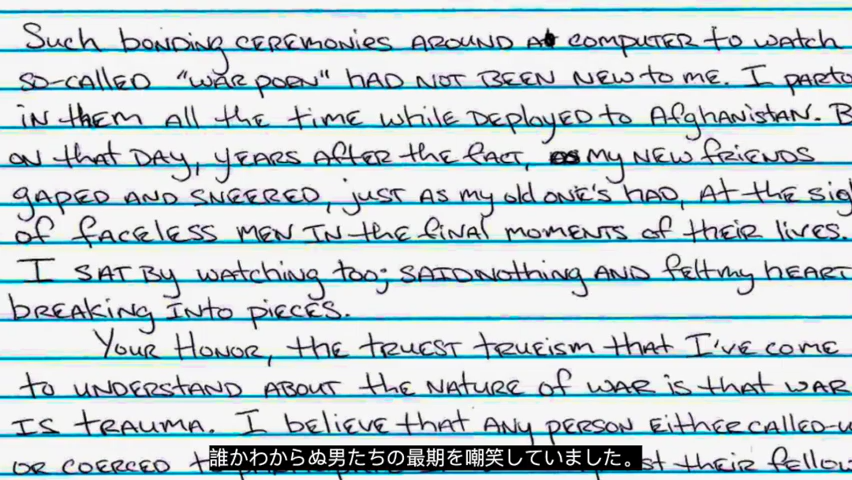 Such bonding ceremonies around a computer to watch
so-called "war porn" had not been new to me. I
in them all the time while deployed to Afghanistan.
on that day, years after the fact, as my new friends
gaped and sneered, just as my old one's had, at the
of faceless men in the final moments of their lives.
I sat by watching too; said nothing and felt my heart
breaking into pieces.
Your Honor, the truest trueism that I've come
to understand about the nature of war is that war
is trauma. I believe that any person either
or coerced their
誰かわからぬ男たちの最期を嘲笑していました。